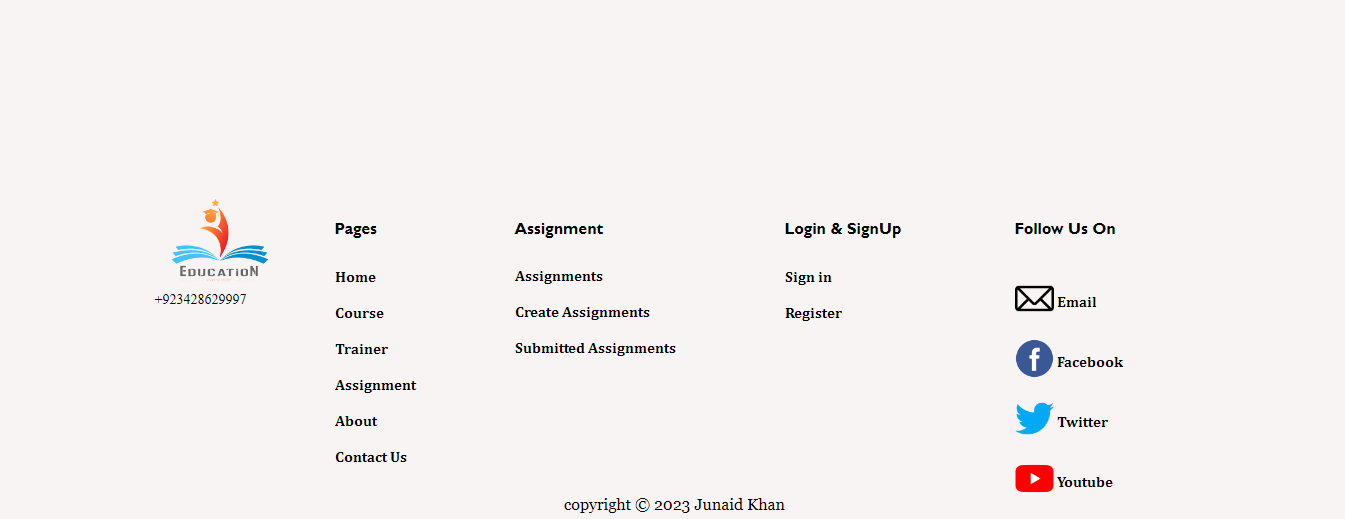 EDUCATION
+923428629997
Pages
Home
Course
Trainer
Assignment
About
Contact Us
Assignment
Assignments
Create Assignments
Submitted Assignments
Login & SignUp
Sign in
Register
Follow Us On
Email
Facebook
Twitter
Youtube
copyright © 2023 Junaid Khan